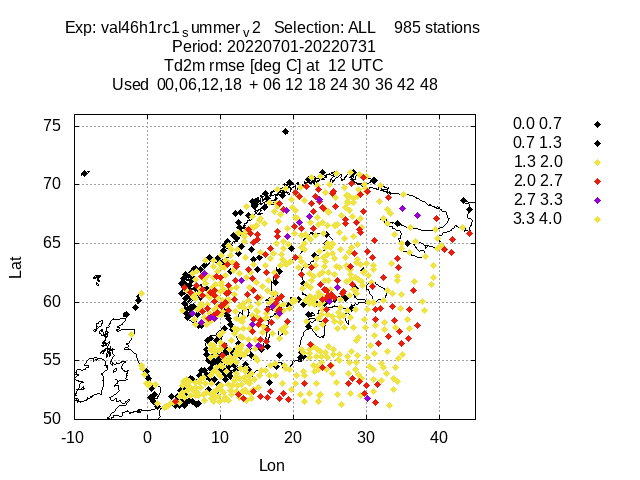 Exp: val46h1rc1_summer_v2 Selection: ALL 985 stations
Period: 20220701-20220731
Td2m rmse [deg C] at 12 UTC
Used 00,06,12,18 + 06 12 18 24 30 36 42 48
0.0 0.7
0.7 1.3
1.3 2.0
2.0 2.7
2.7 3.3
3.3 4.0
75
70
65
60
55
50
Lat
-10 0 10 20 30 40
Lon